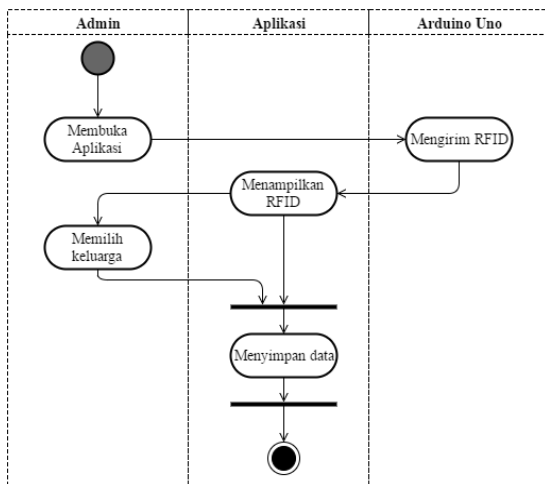 Admin
Aplikasi
Arduino Uno
Membuka
Aplikasi
Mengirim RFID
Menampilkan
RFID
Memilih
keluarga
Menyimpan data